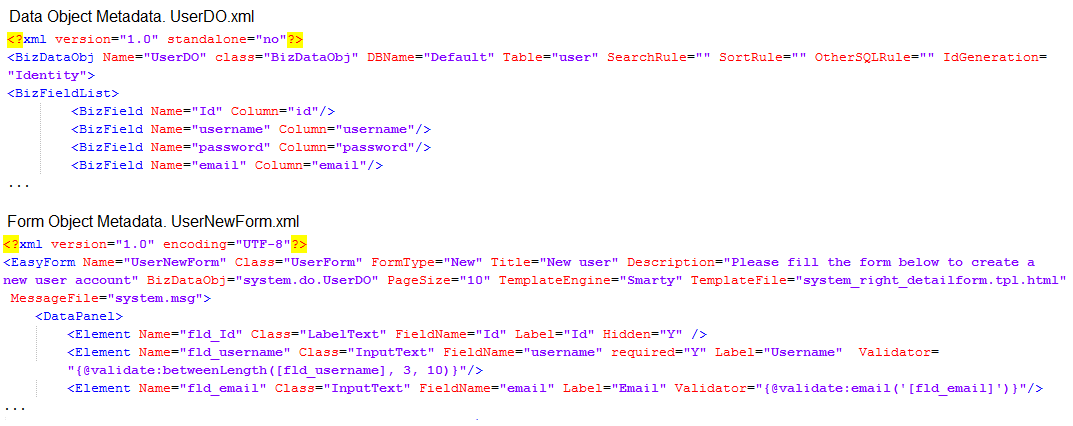 Data Object Metadata. UserDO.xml
<?xml version="1.0" standalone="no"?>
<BizDataObj Name="UserDO" class="BizDataObj" DBName="Default" Table="user" SearchRule="" SortRule="" OtherSQLRule="" IdGeneration=
"Identity">
<BizFieldList>
<BizField Name="Id" Column="id"/>
<BizField Name="username" Column="username"/>
<BizField Name="password" Column="password"/>
<BizField Name="email" Column="email"/>
...
Form Object Metadata. UserNewForm.xml
<?xml version="1.0" encoding="UTF-8"?>
<EasyForm Name="UserNewForm" Class="UserForm" FormType="New" Title="New user" Description="Please fill the form below to create a
new user account" BizDataObj="system.do.UserDO" PageSize="10" TemplateEngine="Smarty" TemplateFile="system_right_detailform.tpl.html"
MessageFile="system.msg">
<DataPanel>
<Element Name="fld_Id" Class="LabelText" FieldName="Id" Label="Id" Hidden="Y" />
<Element Name="fld_username" Class="InputText" FieldName="username" required="Y" Label="Username"  Validator=
"{@validate:betweenLength([fld_username], 3, 10)}"/>
<Element Name="fld_email" Class="InputText" FieldName="email" Label="Email" Validator="{@validate:email('[fld_email]')}"/>
...